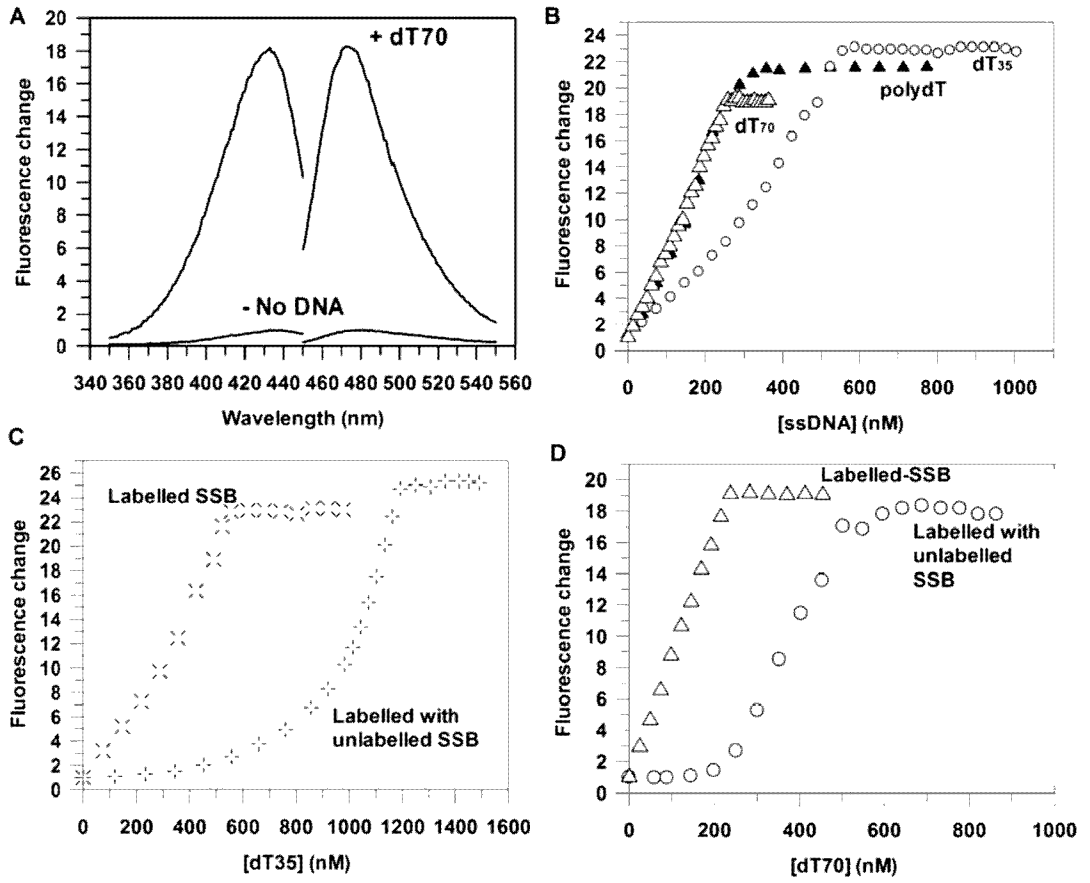 A
Fluorescence change
20
18
16
14
12
10
8
6
4
2
0
+ dT70
- No DNA
340 360 380 400 420 440 460 480 500 520 540 560
Wavelength (nm)
B
Fluorescence change
24
22
20
18
16
14
12
10
8
6
4
2
0
dT35
polydT
dT70
0 200 400 600 800 1000
[ssDNA] (nM)
C
Fluorescence change
26
24
22
20
18
16
14
12
10
8
6
4
2
0
Labelled SSB
Labelled with
unlabelled SSB
0 200 400 600 800 1000 1200 1400 1600
[dT35] (nM)
D
Fluorescence change
20
18
16
14
12
10
8
6
4
2
0
Labelled-SSB
Labelled with
unlabelled
SSB
0 200 400 600 800 1000
[dT70] (nM)